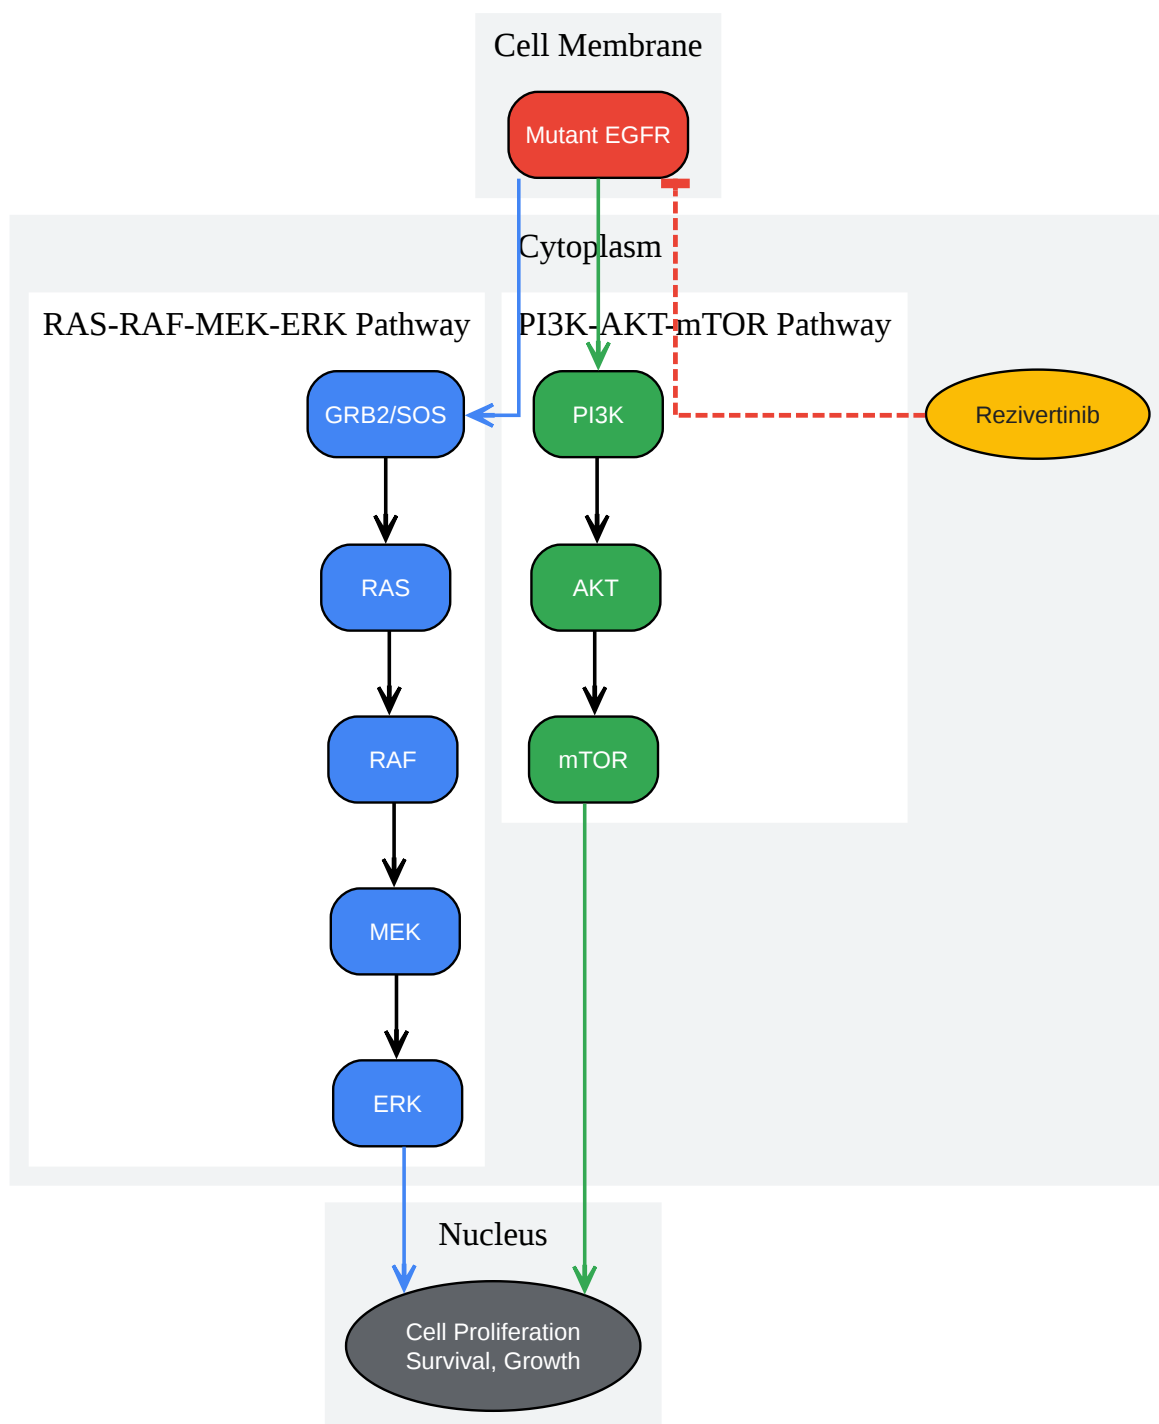 Cell Membrane
Mutant EGFR
Cytoplasm
RAS-RAF-MEK-ERK Pathway
PI3K-AKT-mTOR Pathway
GRB2/SOS
PI3K
Rezivertinib
RAS
AKT
RAF
mTOR
MEK
ERK
Nucleus
Cell Proliferation
Survival, Growth